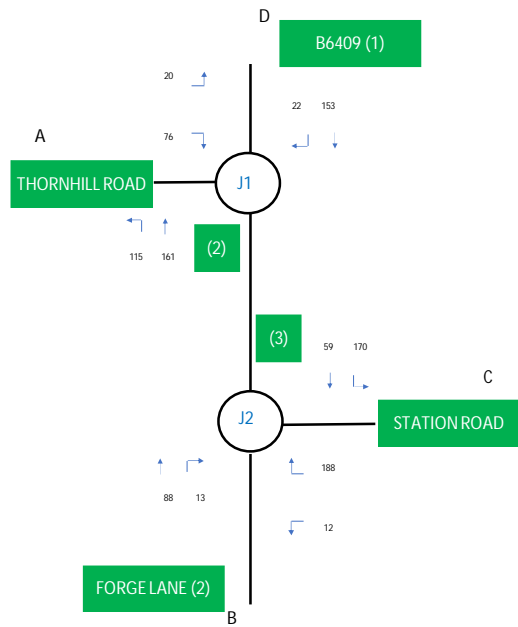 D
B6409 (1)
20
22 153
76
A
THORNHILL ROAD
J1
115 161
(2)
(3)
59 170
C
J2
STATION ROAD
188
88 13
12
FORGE LANE (2)
B